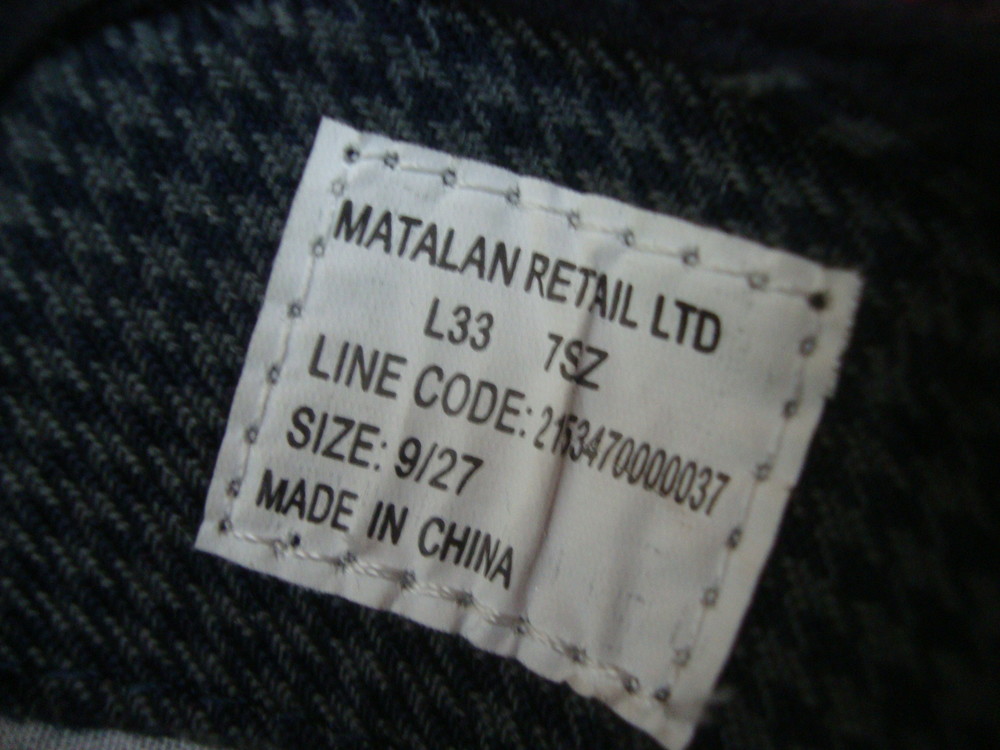 MATALAN RETAIL LTD
L33 7SZ
LINE CODE: 2153470000037
SIZE: 9/27
MADE IN CHINA